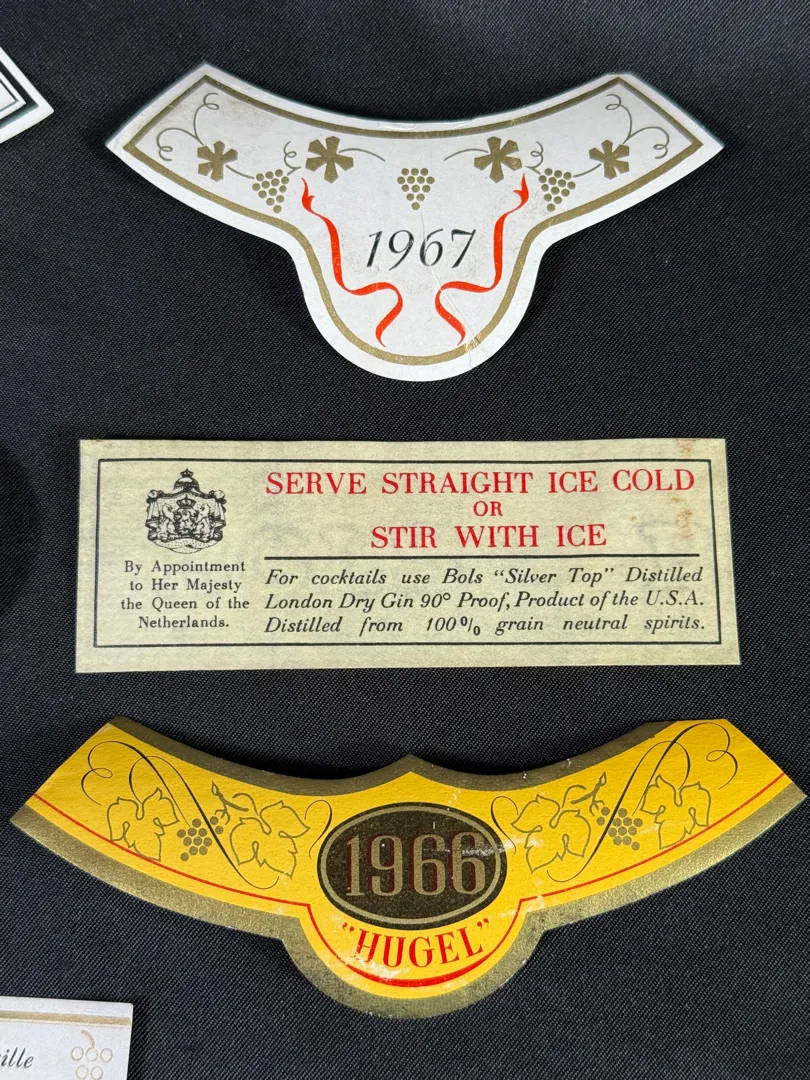 1967
SERVE STRAIGHT ICE COLD
OR
STIR WITH ICE
By Appointment
to Her Majesty
the Queen of the
Netherlands.
For cocktails use Bols “Silver Top” Distilled
London Dry Gin 90° Proof, Product of the U.S.A.
Distilled from 100% grain neutral spirits.
1966
“HUGEL”
ille